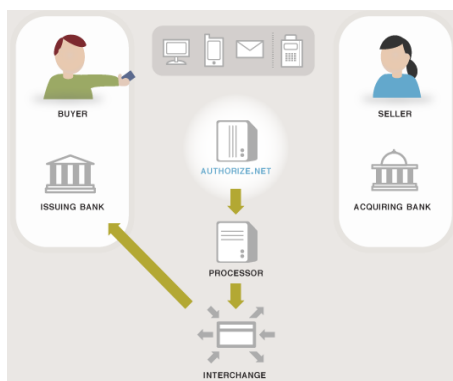 BUYER
SELLER
AUTHORIZE.NET
ISSUING BANK
ACQUIRING BANK
PROCESSOR
INTERCHANGE